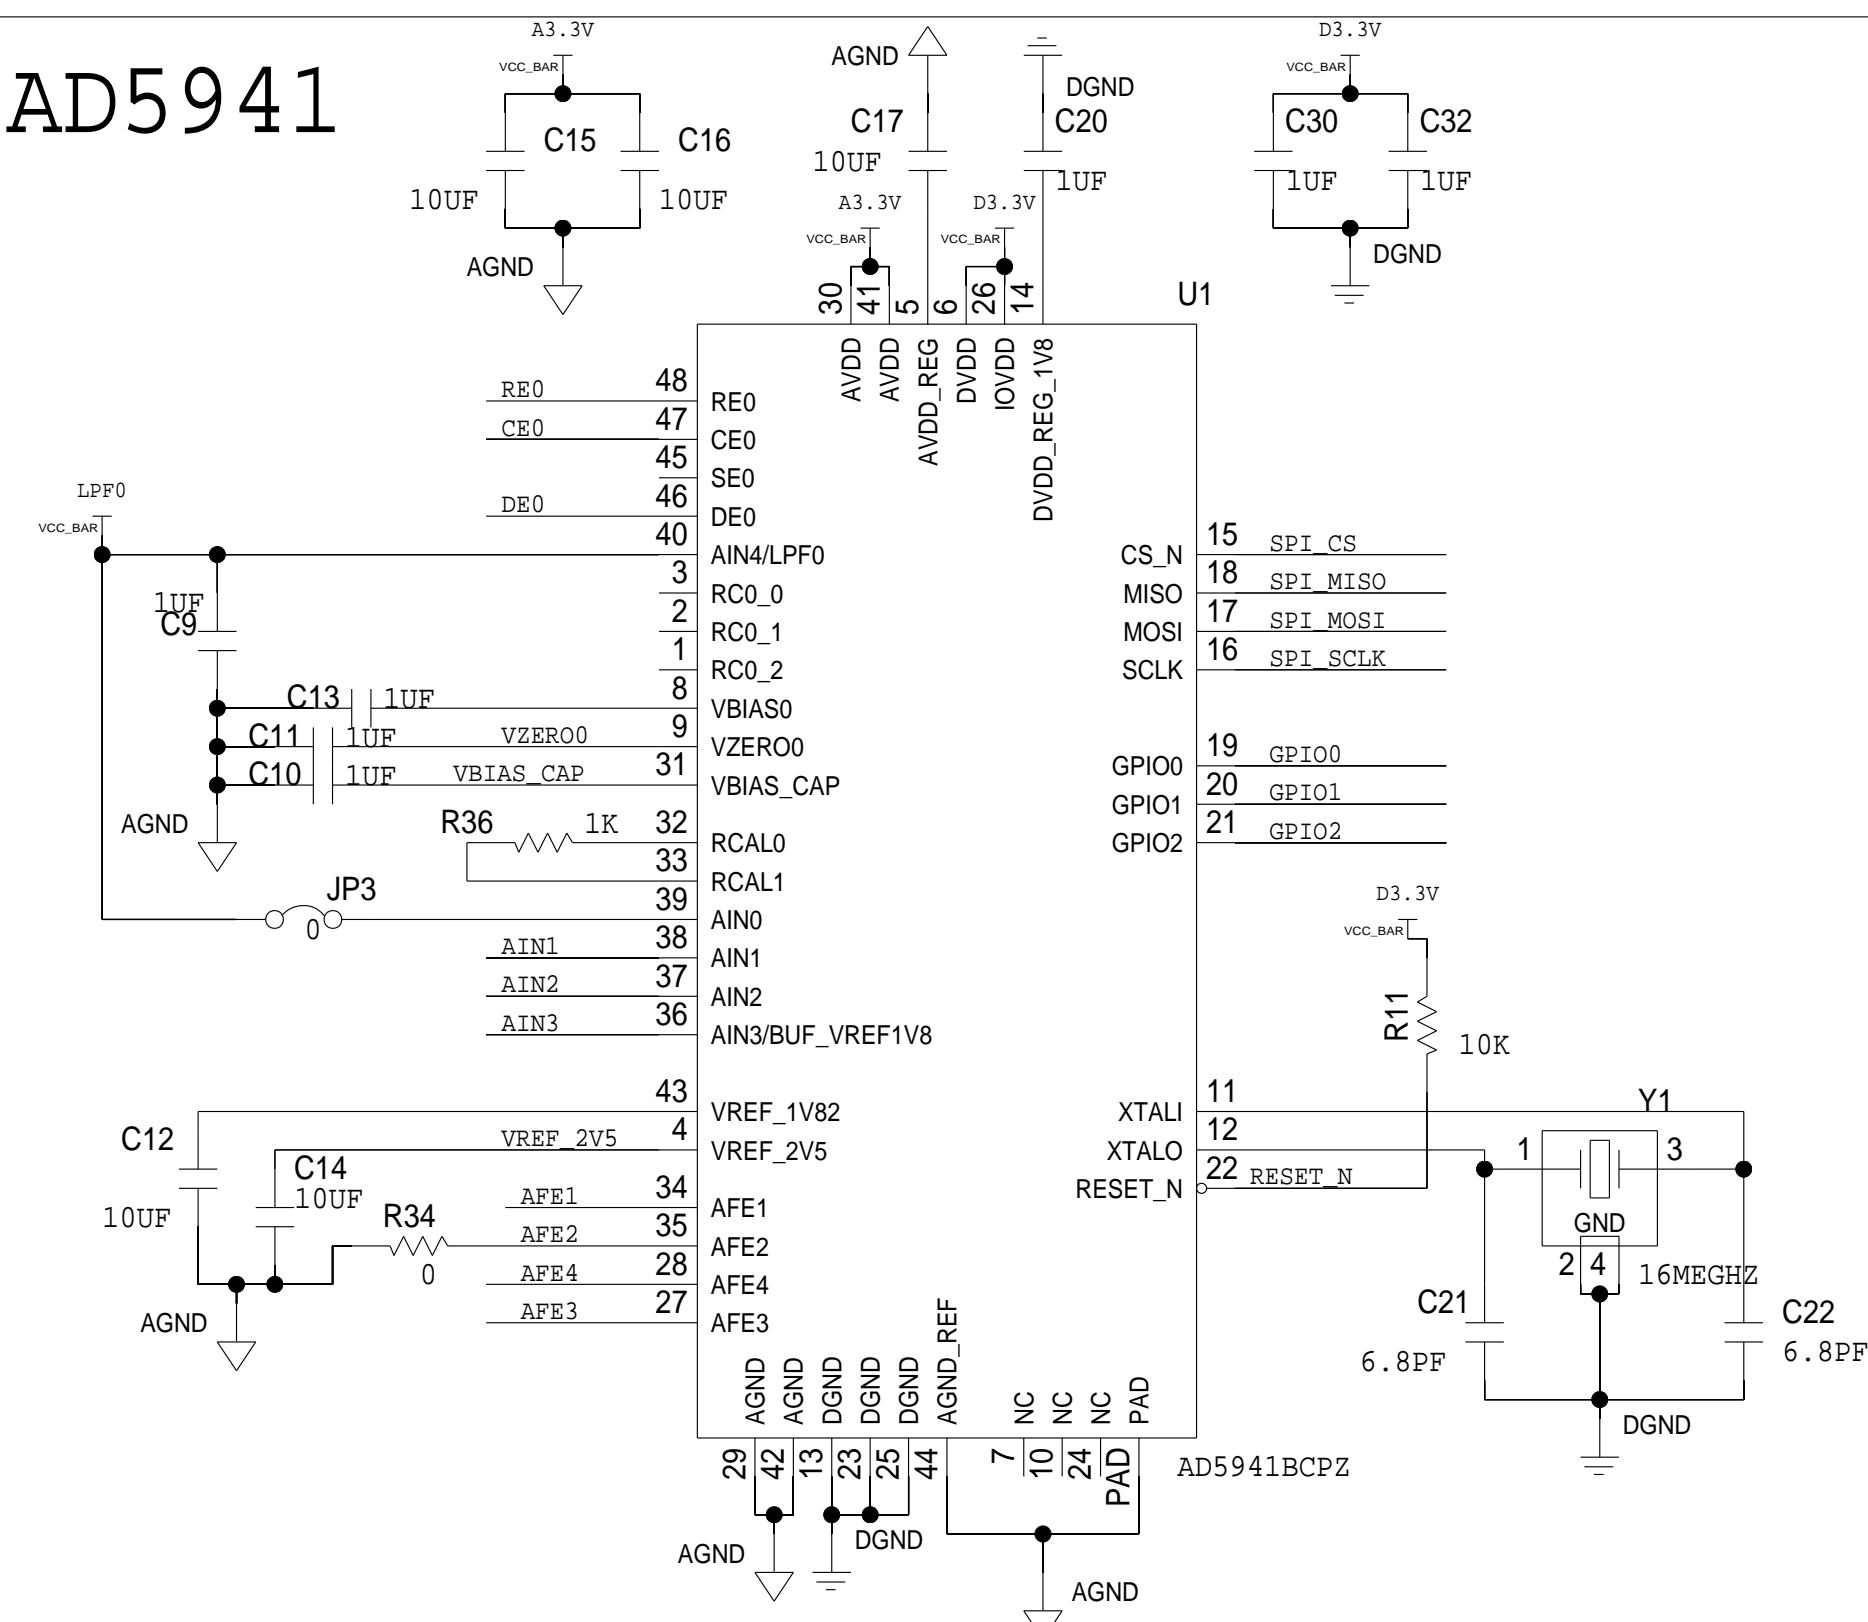 AD5941
A3.3V
VCC_BAR
C15
C16
10UF
10UF
AGND
AGND
C17
10UF
A3.3V
VCC_BAR
DGND
C20
1UF
D3.3V
VCC_BAR
D3.3V
VCC_BAR
C30
C32
1UF
1UF
DGND
U1
30
41
5
6
26
14
AVDD
AVDD
AVDD_REG
DVDD
IOVDD
DVDD_REG_1V8
RE0 48 RE0
CE0 47 CE0
45 SE0
DE0 46 DE0
LPF0
VCC_BAR
40 AIN4/LPF0
3 RC0_0
2 RC0_1
1 RC0_2
1UF
C9
C13 1UF 8 VBIAS0
C11 1UF VZERO0 9 VZERO0
C10 1UF VBIAS_CAP 31 VBIAS_CAP
AGND
R36 1K 32 RCAL0
33 RCAL1
JP3
0
39 AIN0
AIN1 38 AIN1
AIN2 37 AIN2
AIN3 36 AIN3/BUF_VREF1V8
43 VREF_1V82
VREF_2V5 4 VREF_2V5
C12
10UF
C14
10UF
R34
0
AFE1 34 AFE1
AFE2 35 AFE2
AFE4 28 AFE4
AFE3 27 AFE3
AGND
CS_N 15 SPI_CS
MISO 18 SPI_MISO
MOSI 17 SPI_MOSI
SCLK 16 SPI_SCLK
GPIO0 19 GPIO0
GPIO1 20 GPIO1
GPIO2 21 GPIO2
D3.3V
VCC_BAR
R11
10K
XTALI 11
XTALO 12
RESET_N 22 RESET_N
Y1
1
3
GND
2 4
16MEGHZ
C21
6.8PF
C22
6.8PF
DGND
AGND
AGND
DGND
DGND
DGND
AGND_REF
NC
NC
NC
PAD
29
42
13
23
25
44
7
10
24
PAD
AD5941BCPZ
AGND
DGND
AGND